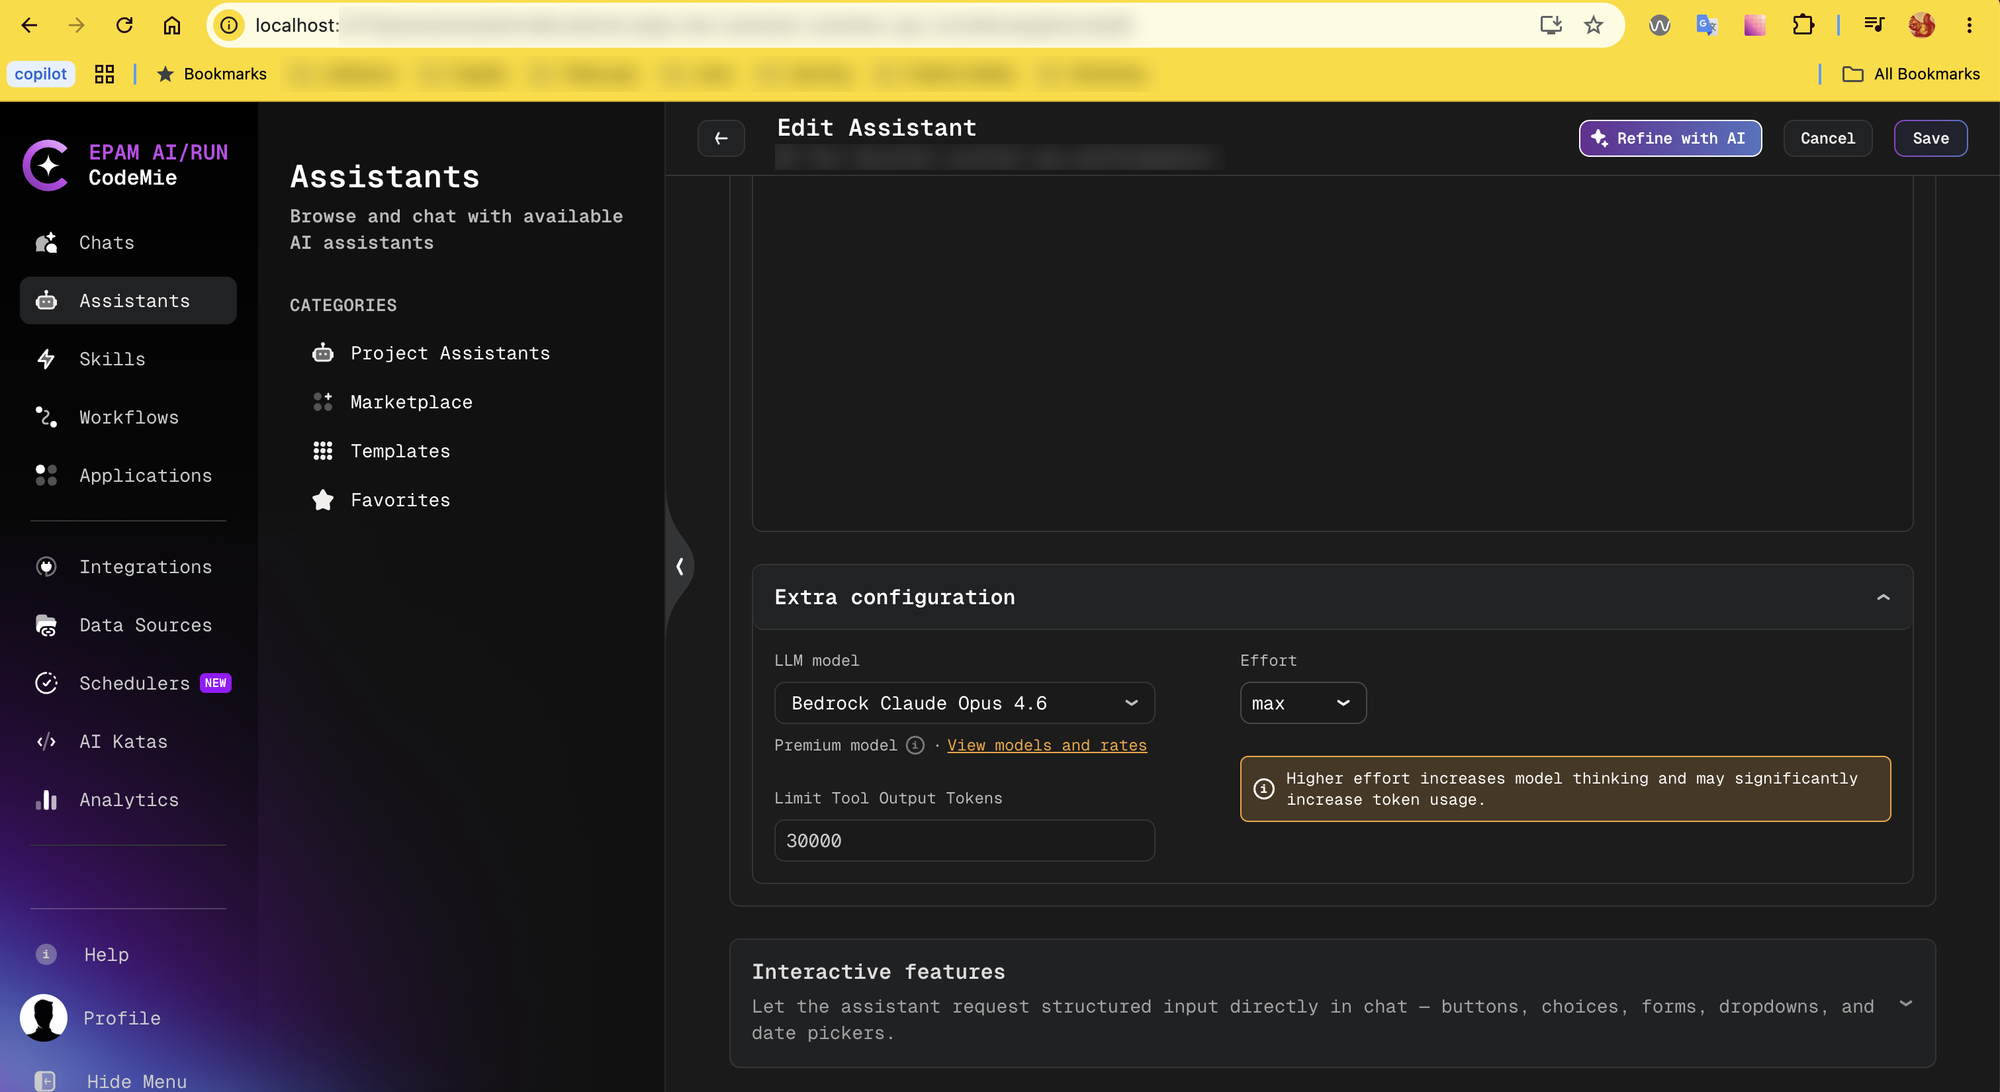 localhost:
copilot
Bookmarks
All Bookmarks
EPAM AI/RUN
CodeMie
Chats
Assistants
Skills
Workflows
Applications
Integrations
Data Sources
Schedulers NEW
AI Katas
Analytics
Help
Profile
Hide Menu
Assistants
Browse and chat with available
AI assistants
CATEGORIES
Project Assistants
Marketplace
Templates
Favorites
Edit Assistant
Refine with AI
Cancel
Save
Extra configuration
LLM model
Bedrock Claude Opus 4.6
Premium model · View models and rates
Limit Tool Output Tokens
30000
Effort
max
Higher effort increases model thinking and may significantly
increase token usage.
Interactive features
Let the assistant request structured input directly in chat — buttons, choices, forms, dropdowns, and
date pickers.